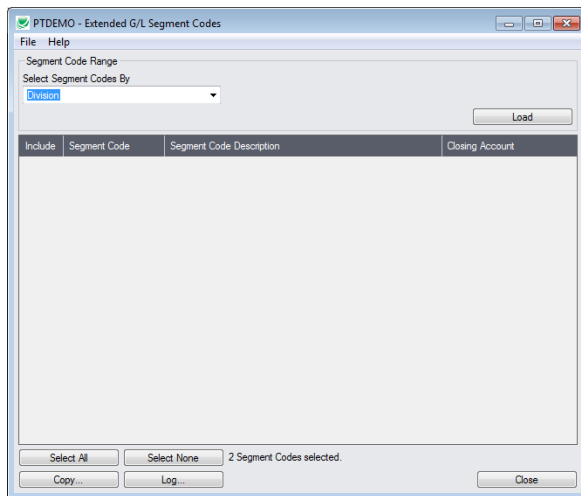 PTDEMO - Extended G/L Segment Codes
File Help
Segment Code Range
Select Segment Codes By
Division
Load
Include Segment Code Segment Code Description Closing Account
Select All Select None 2 Segment Codes selected.
Copy... Log... Close